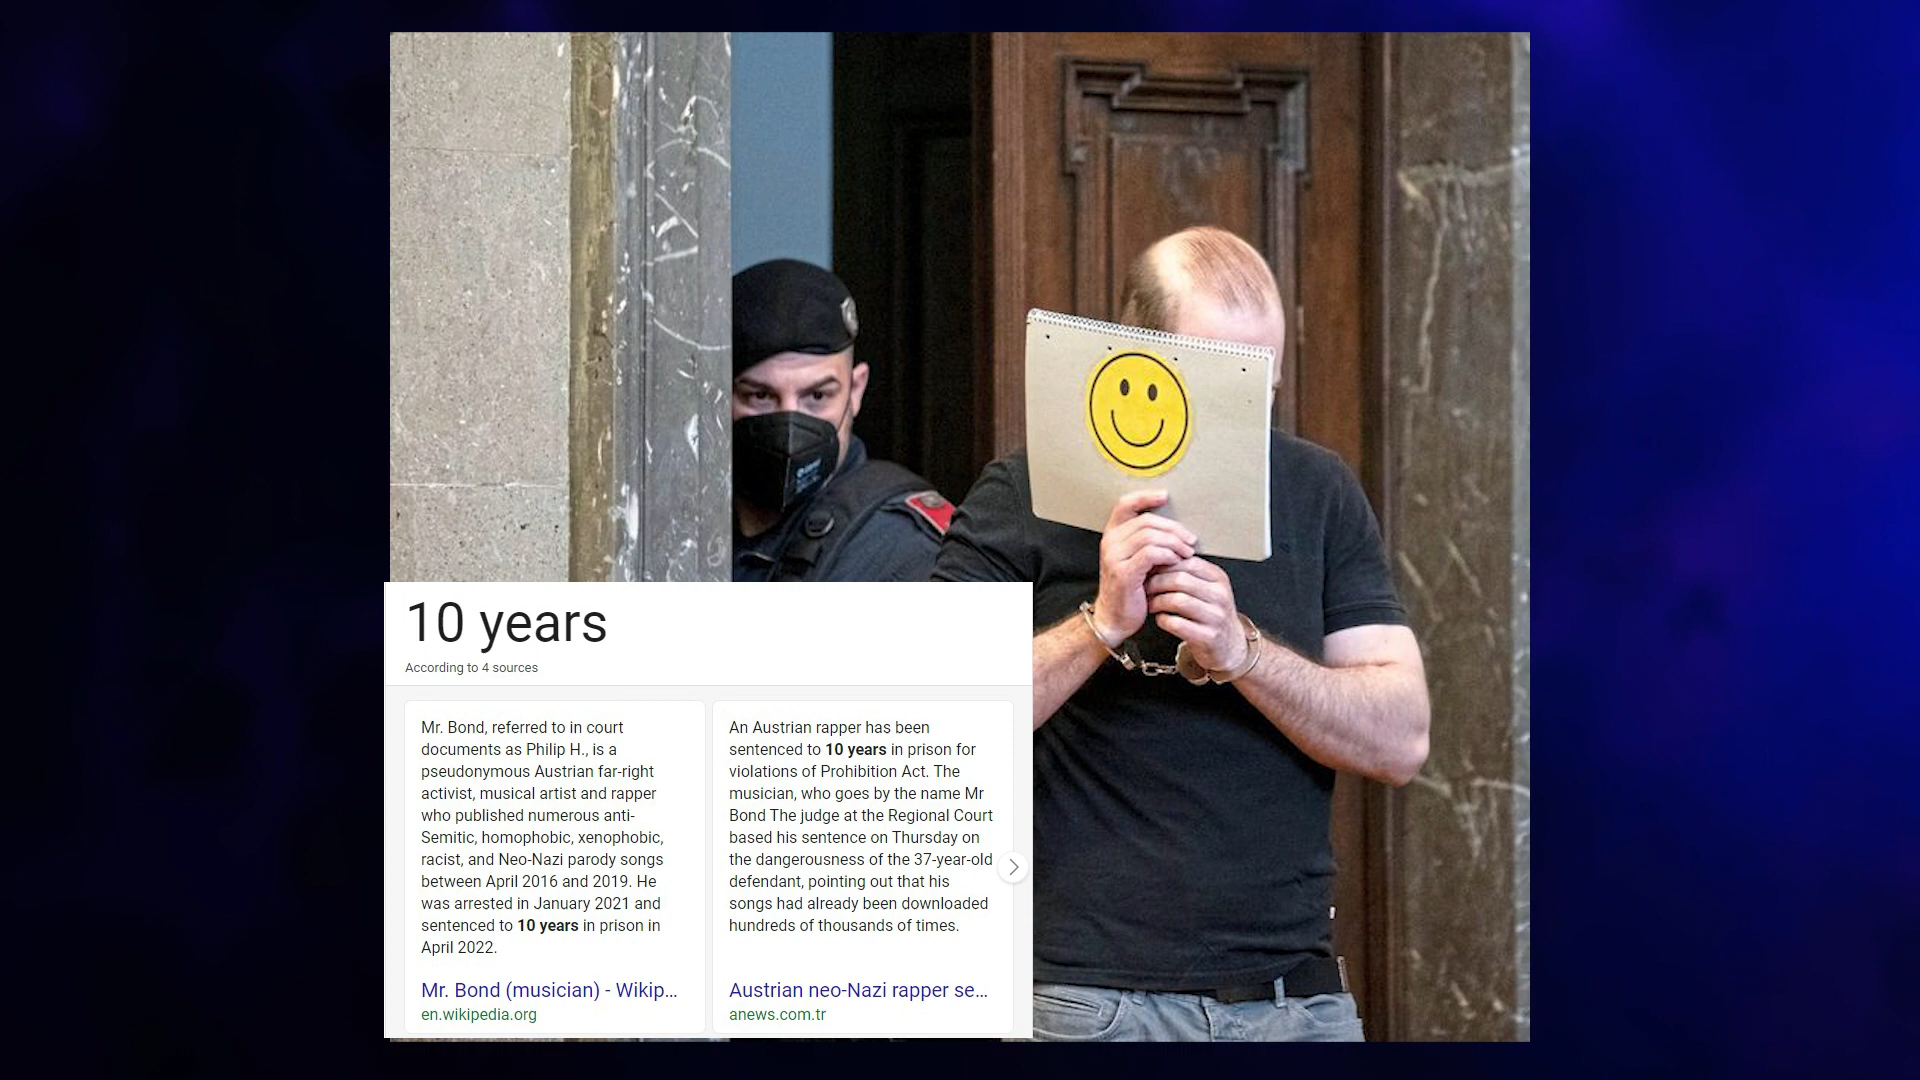 10 years
According to 4 sources
Mr. Bond, referred to in court
documents as Philip H., is a
pseudonymous Austrian far-right
activist, musical artist and rapper
who published numerous anti-
Semitic, homophobic, xenophobic,
racist, and Neo-Nazi parody songs
between April 2016 and 2019. He
was arrested in January 2021 and
sentenced to 10 years in prison in
April 2022.
Mr. Bond (musician) - Wikip...
en.wikipedia.org
An Austrian rapper has been
sentenced to 10 years in prison for
violations of Prohibition Act. The
musician, who goes by the name Mr
Bond The judge at the Regional Court
based his sentence on Thursday on
the dangerousness of the 37-year-old
defendant, pointing out that his
songs had already been downloaded
hundreds of thousands of times.
Austrian neo-Nazi rapper se...
anews.com.tr